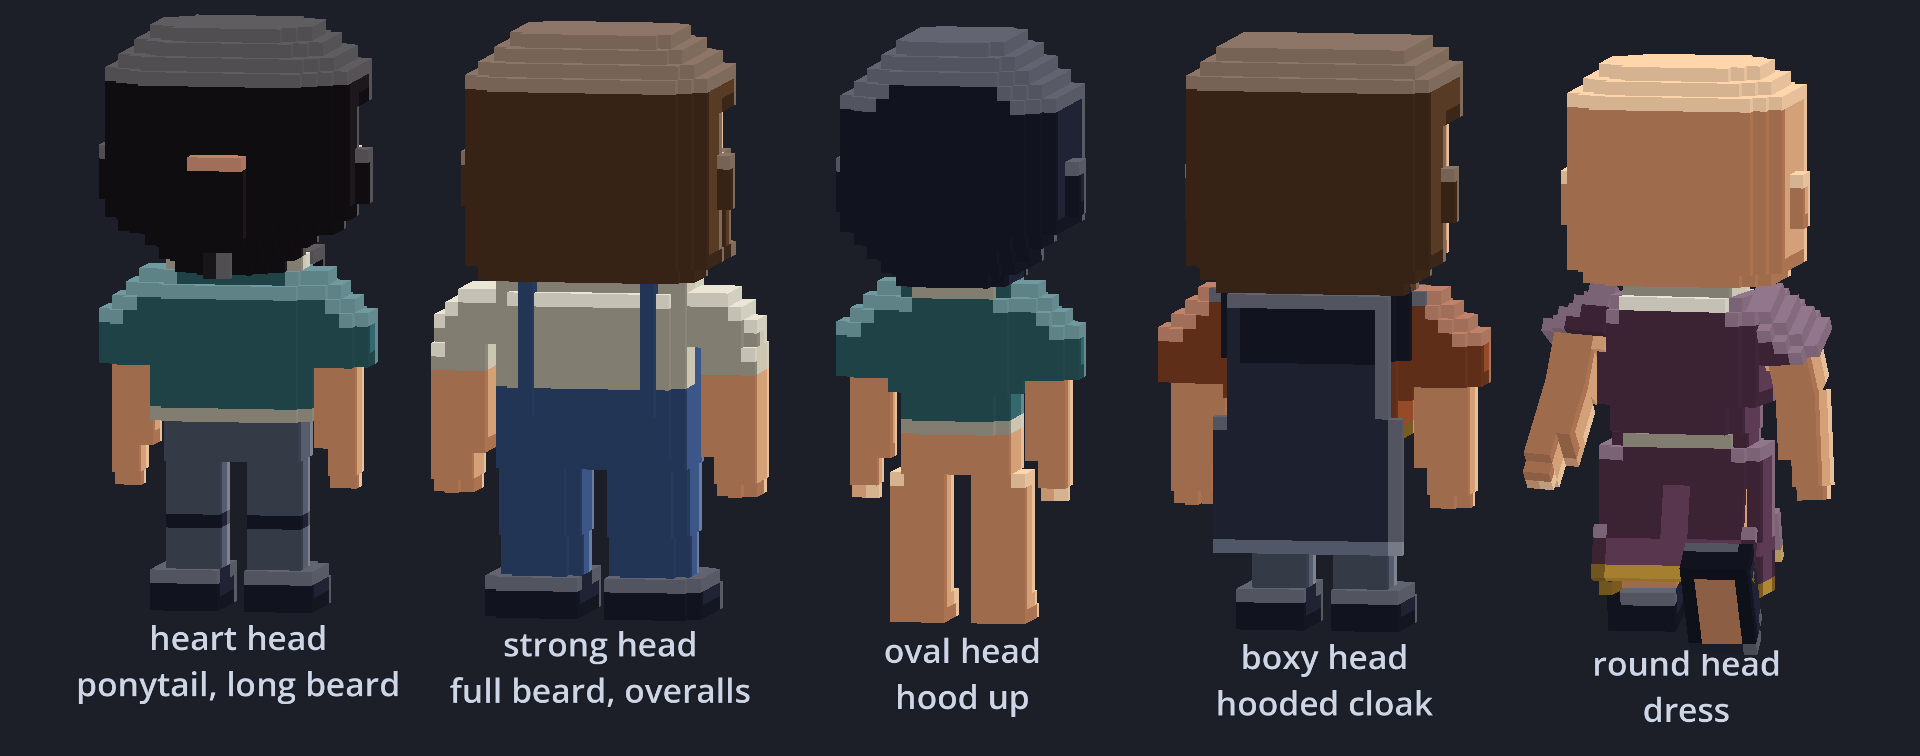 heart head
ponytail, long beard
strong head
full beard, overalls
oval head
hood up
boxy head
hooded cloak
round head
dress